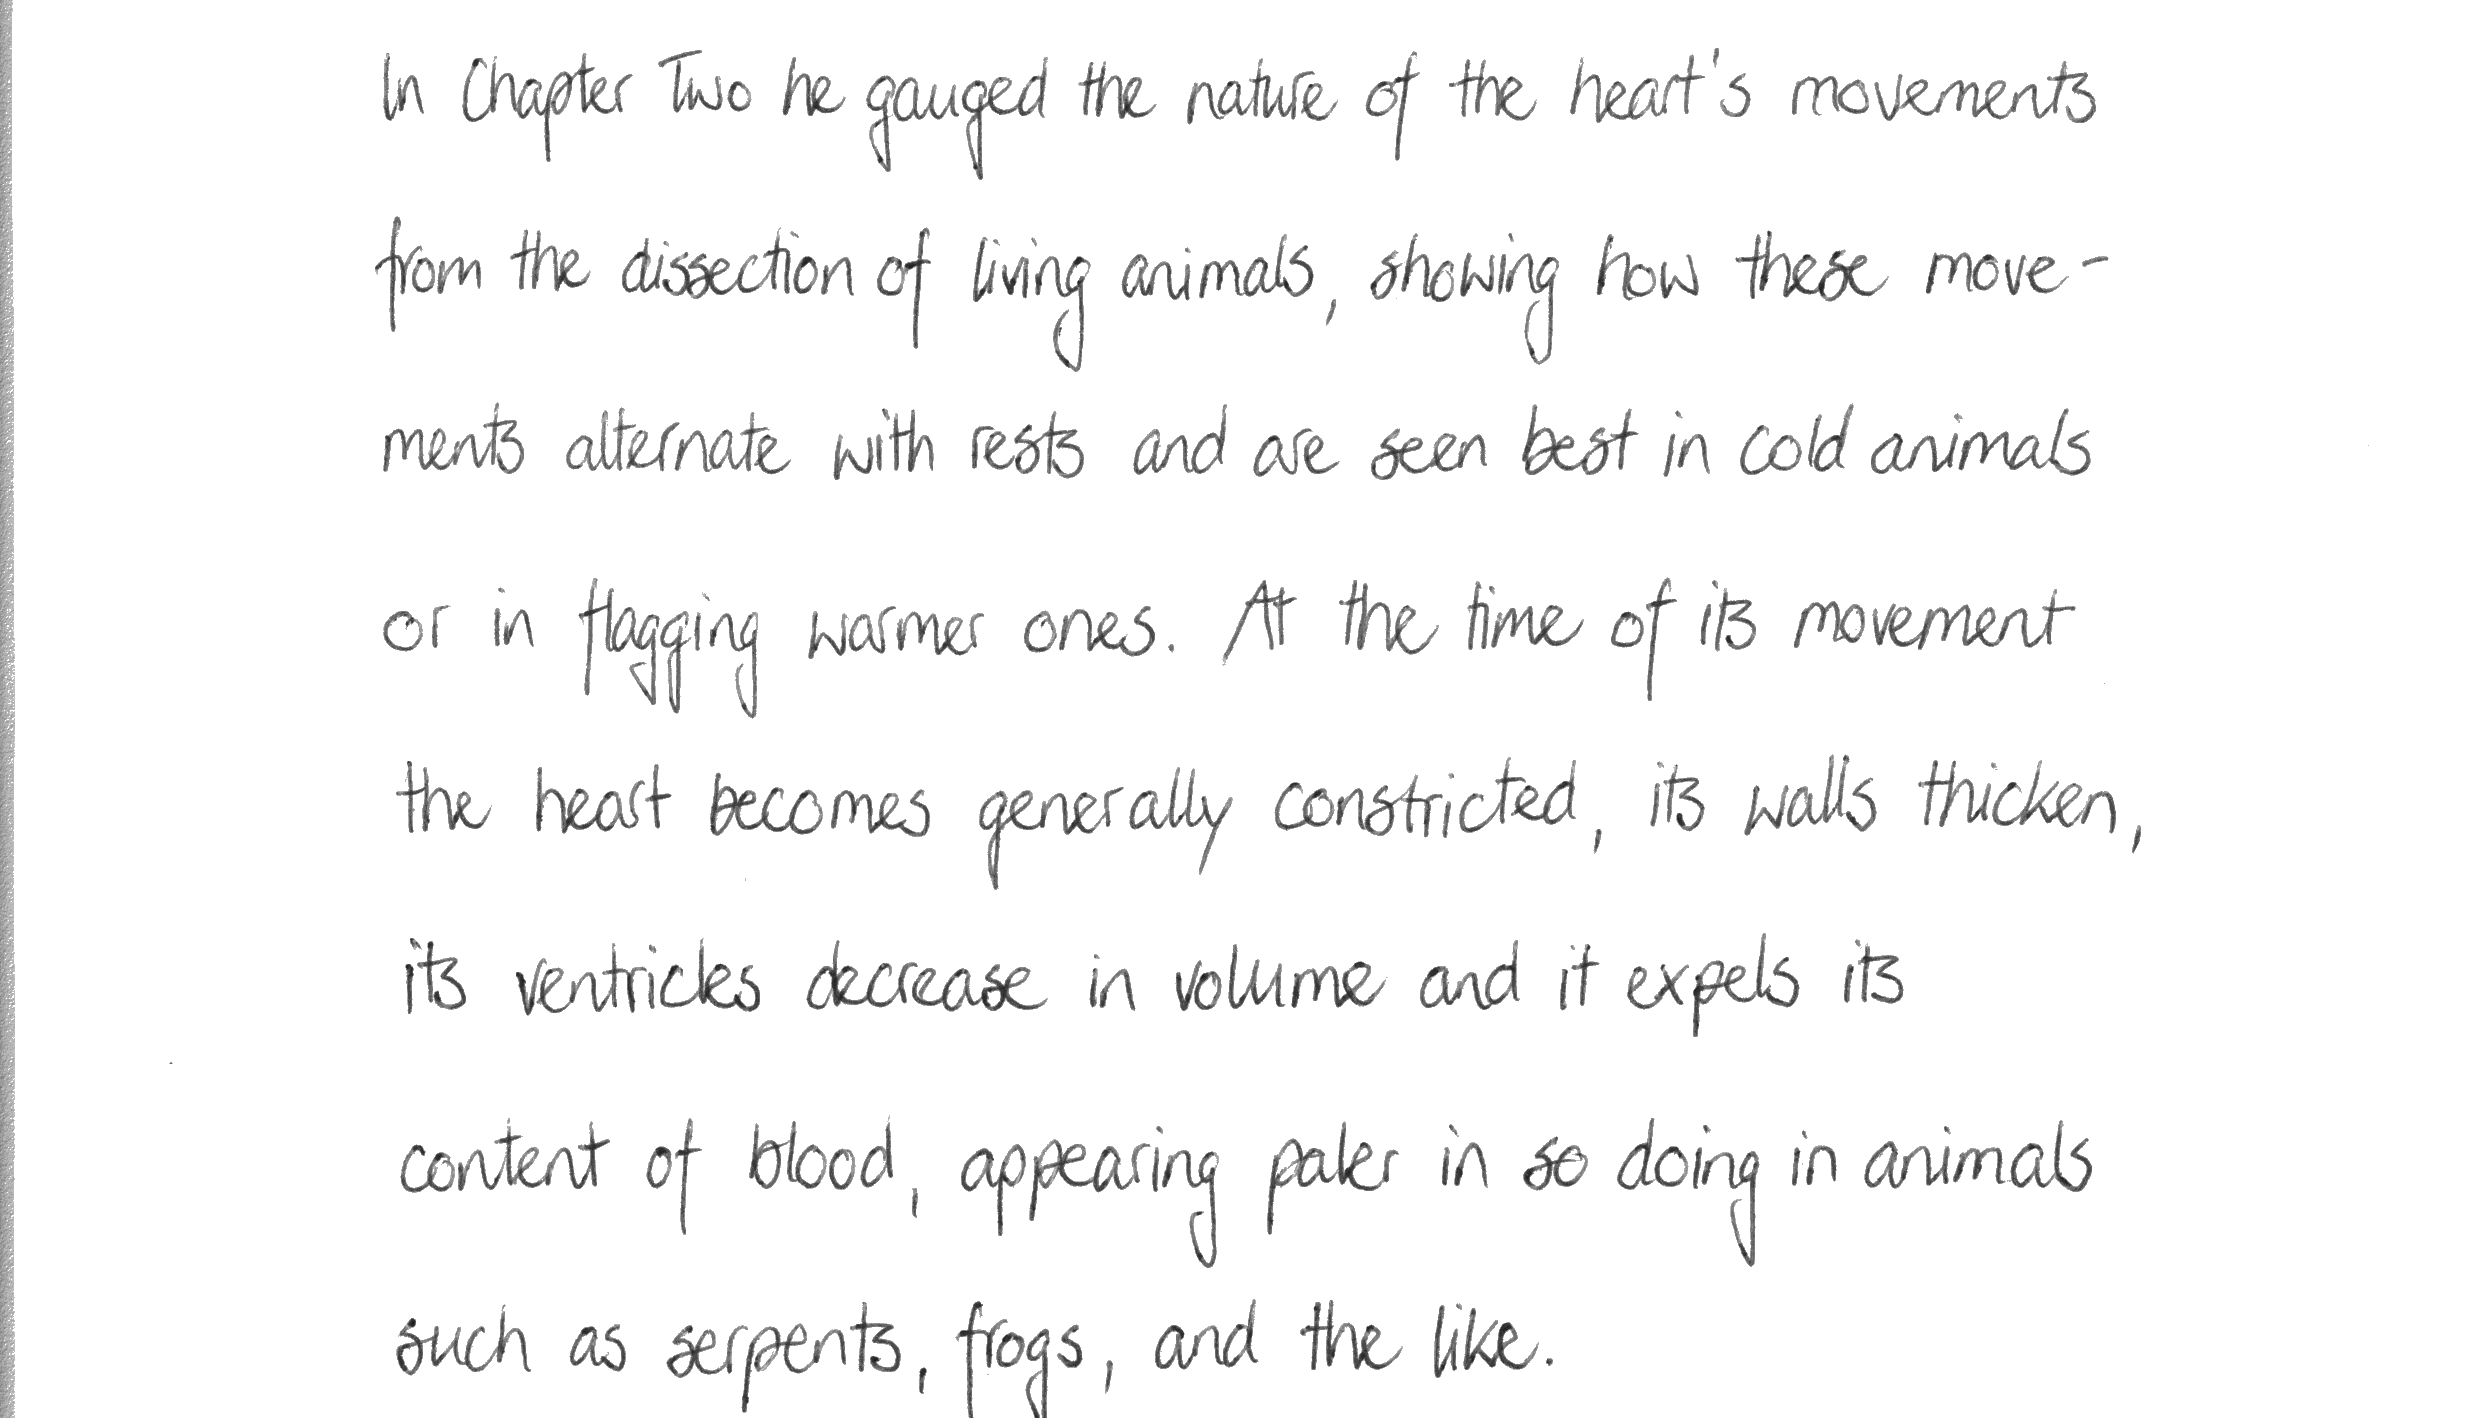 In Chapter Two he gauged the nature of the heart's movements
from the dissection of living animals, showing how these move-
ments alternate with rests and are seen best in cold animals
or in flagging warmer ones. At the time of its movement
the heart becomes generally constricted, its walls thicken,
its ventricles decrease in volume and it expels its
content of blood, appearing paler in so doing in animals
such as serpents, frogs, and the like.